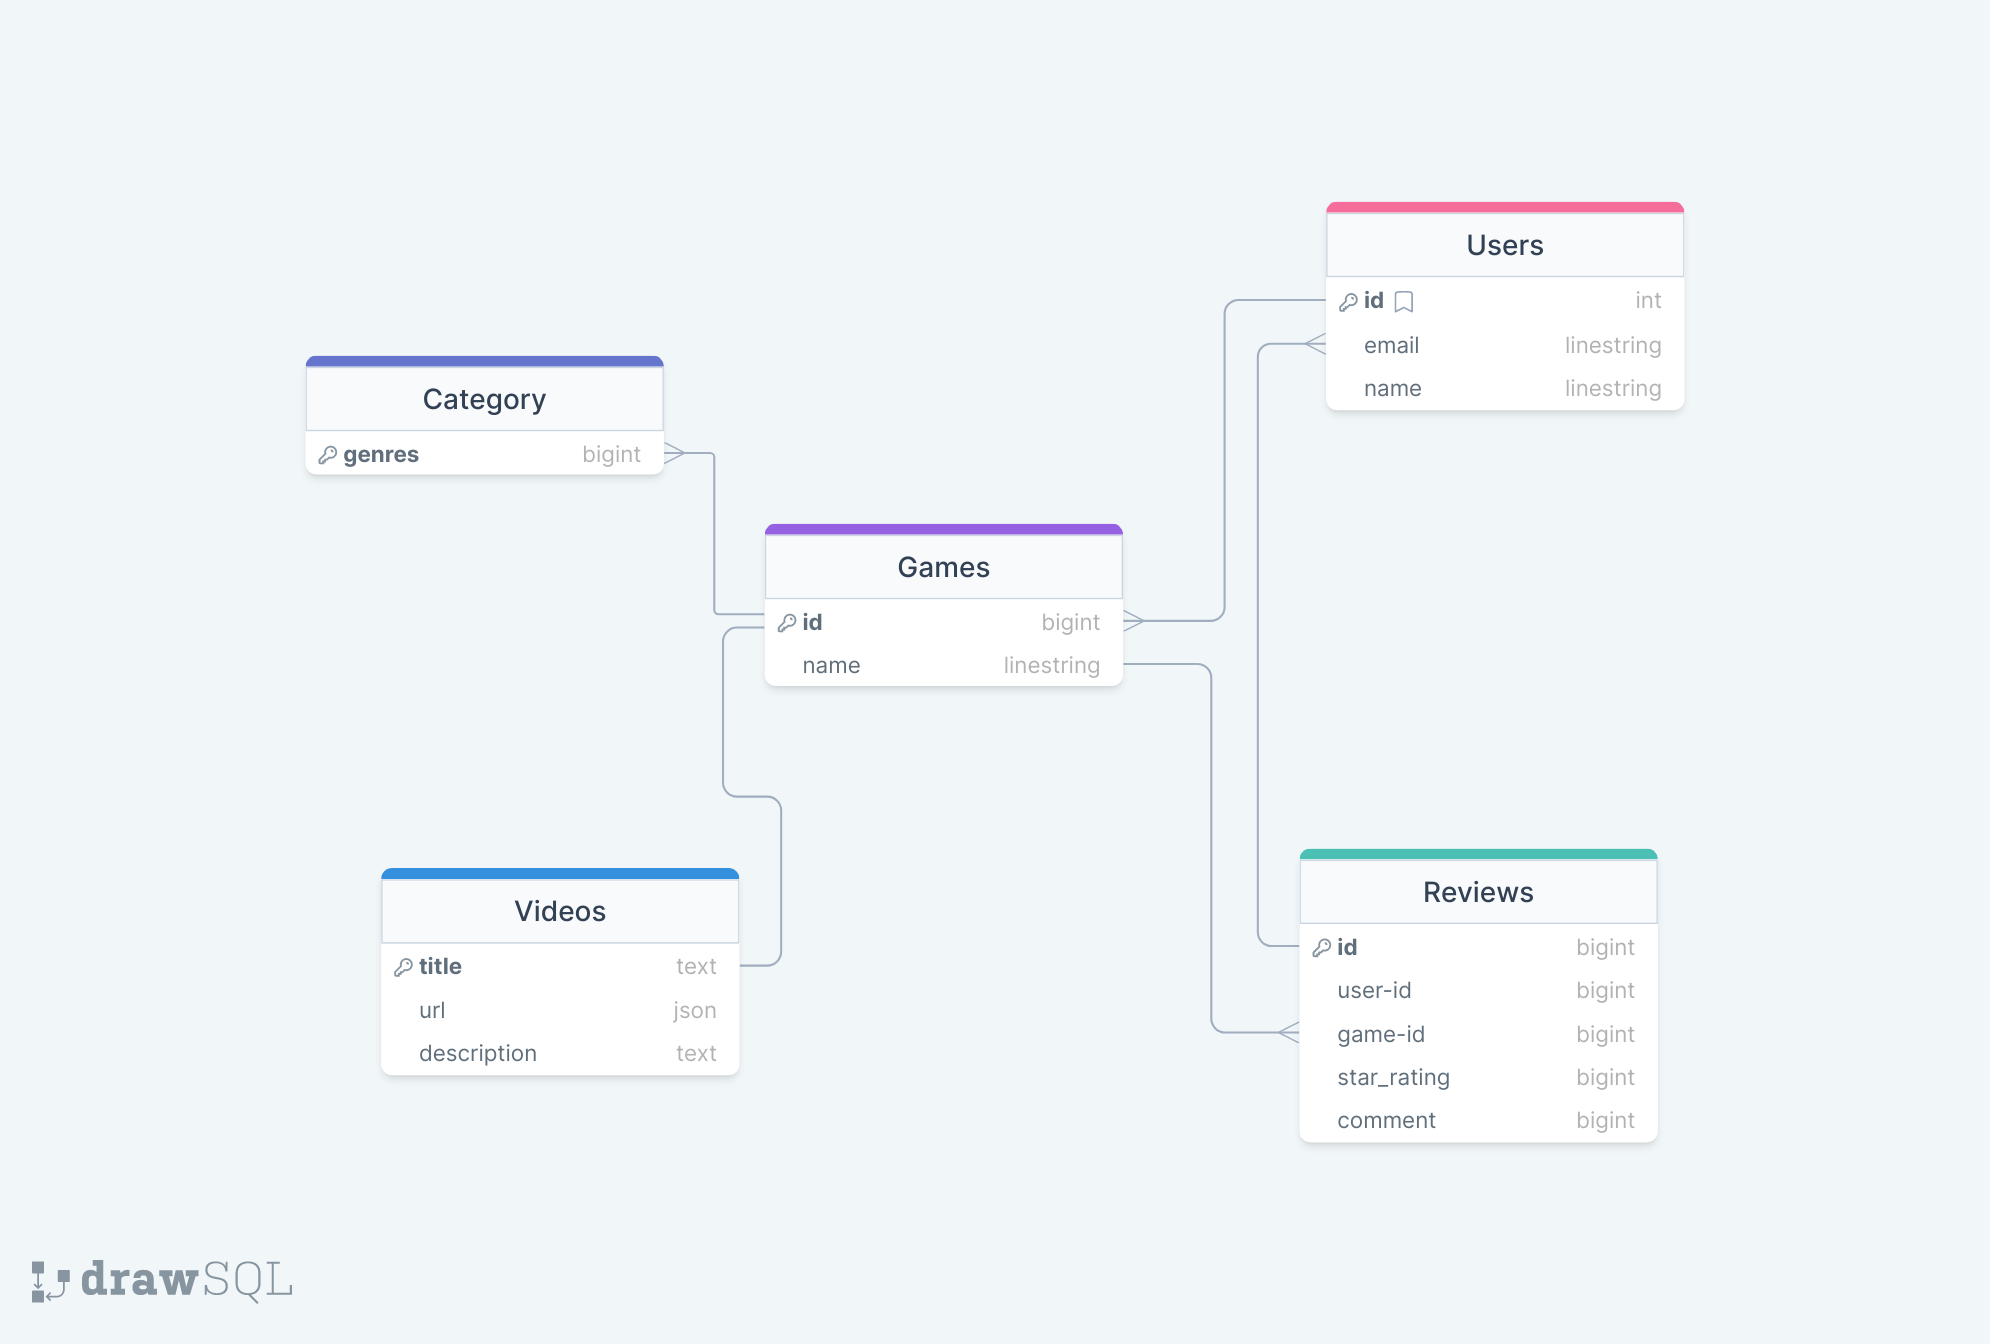 Users
id int
email linestring
name linestring
Category
genres bigint
Games
id bigint
name linestring
Videos
title text
url json
description text
Reviews
id bigint
user-id bigint
game-id bigint
star_rating bigint
comment bigint
drawSQL